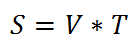 S = V * T